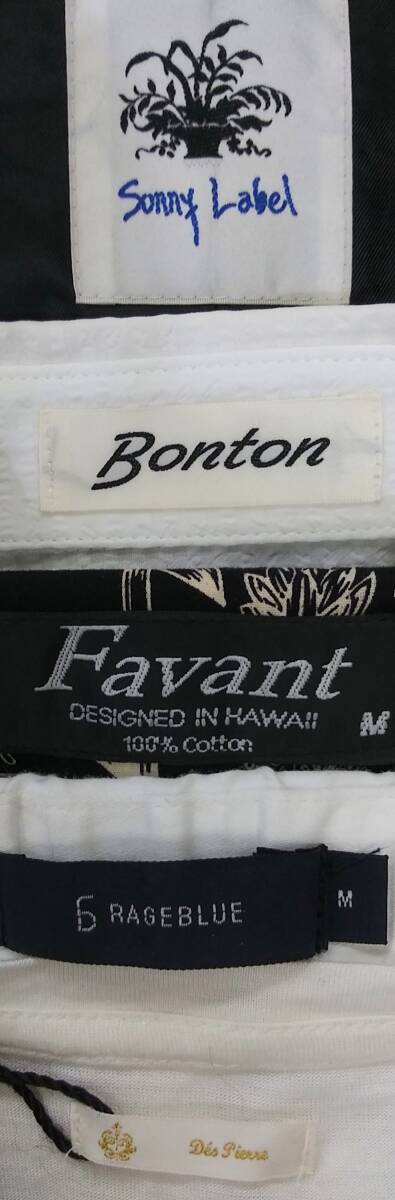 Sonny Label
Bonton
Favant
DESIGNED IN HAWAII M
100% Cotton
RAGEBLUE M
Dés Pierre